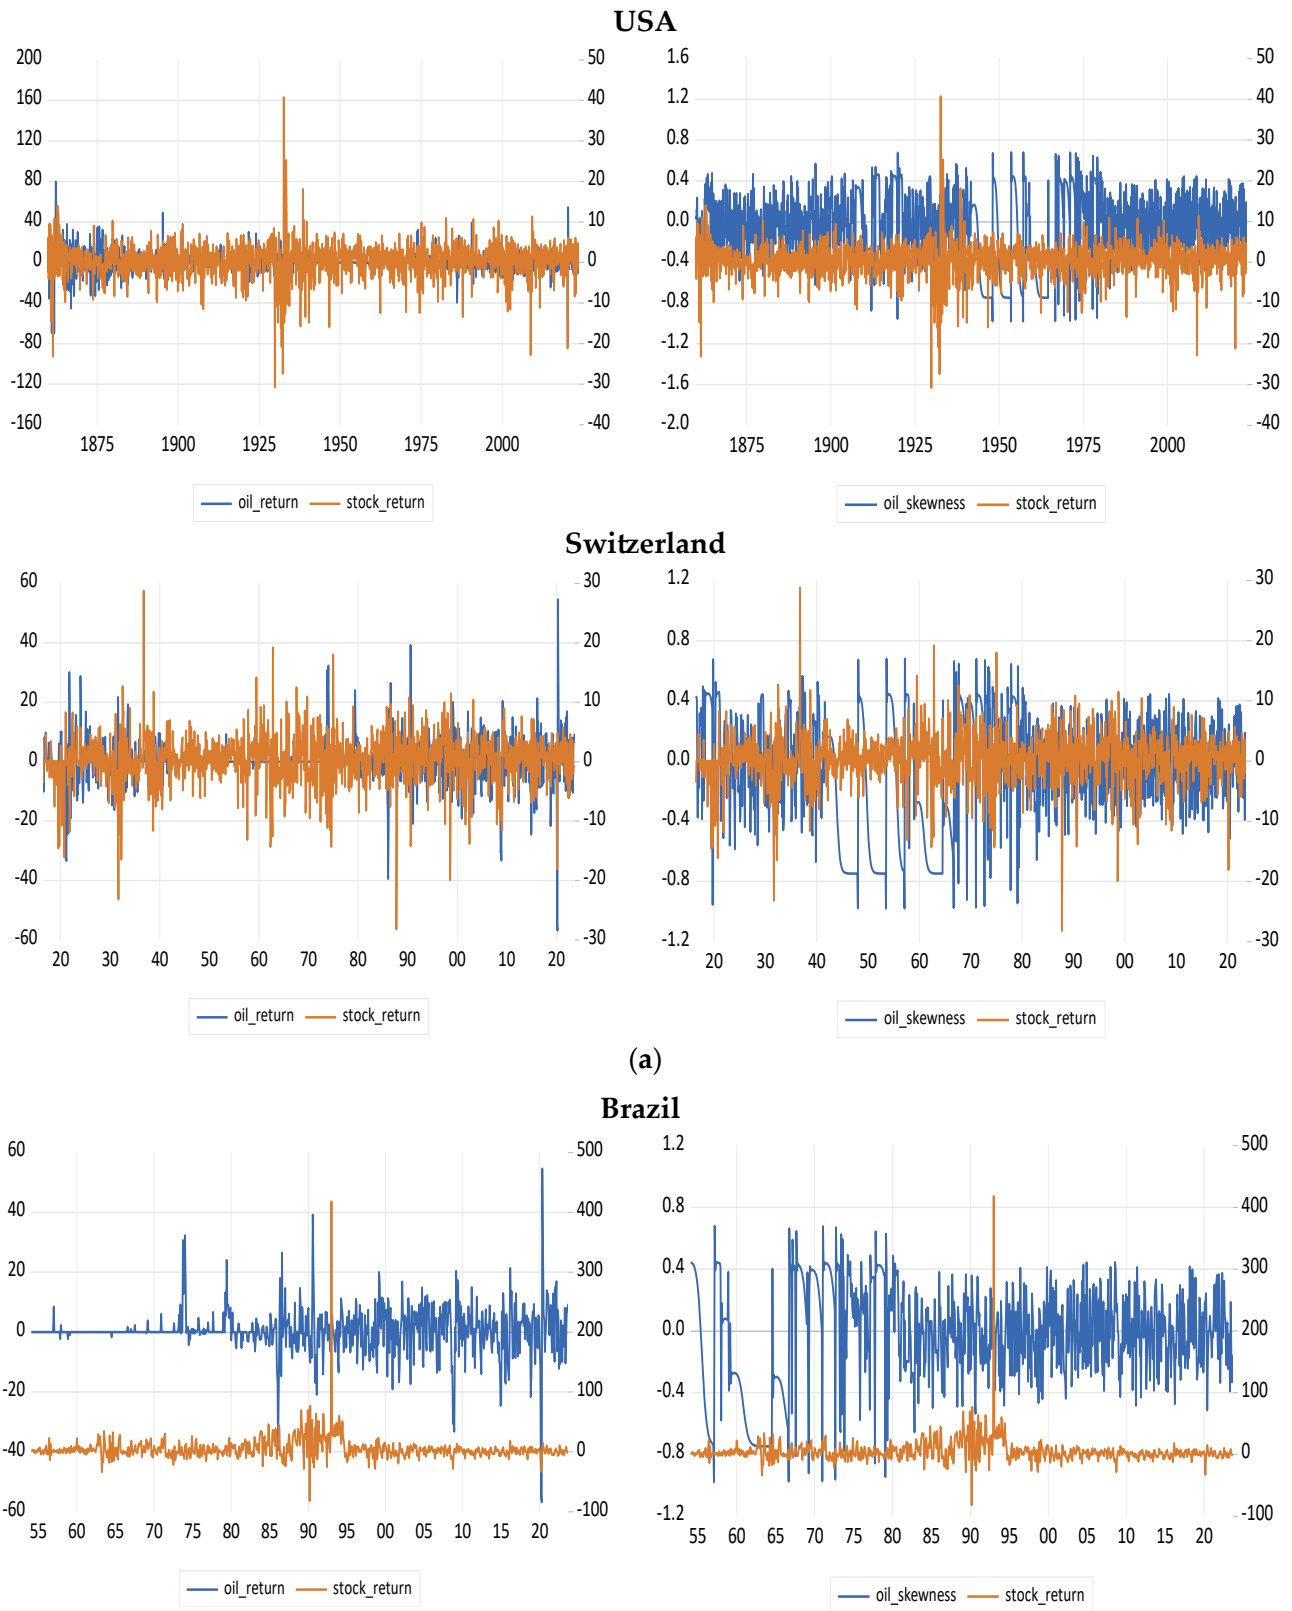 USA
200 50 1.6 50
160 40 1.2 40
120 30 0.8 30
80 20 0.4 20
40 10 0.0 10
0 0 -0.4 0
-40 -10 -0.8 -10
-80 -20 -1.2 -20
-120 -30 -1.6 -30
-160 -40 -2.0 -40
1875 1900 1925 1950 1975 2000 1875 1900 1925 1950 1975 2000
oil_return stock_return oil_skewness stock_return
Switzerland
60 30 1.2 30
40 20 0.8 20
20 10 0.4 10
0 0 0.0 0
-20 -10 -0.4 -10
-40 -20 -0.8 -20
-60 -30 -1.2 -30
20 30 40 50 60 70 80 90 00 10 20 20 30 40 50 60 70 80 90 00 10 20
oil_return stock_return oil_skewness stock_return
(a)
Brazil
60 500 1.2 500
40 400 0.8 400
20 300 0.4 300
0 200 0.0 200
-20 100 -0.4 100
-40 0 -0.8 0
-60 -100 -1.2 -100
55 60 65 70 75 80 85 90 95 00 05 10 15 20 55 60 65 70 75 80 85 90 95 00 05 10 15 20
oil_return stock_return oil_skewness stock_return